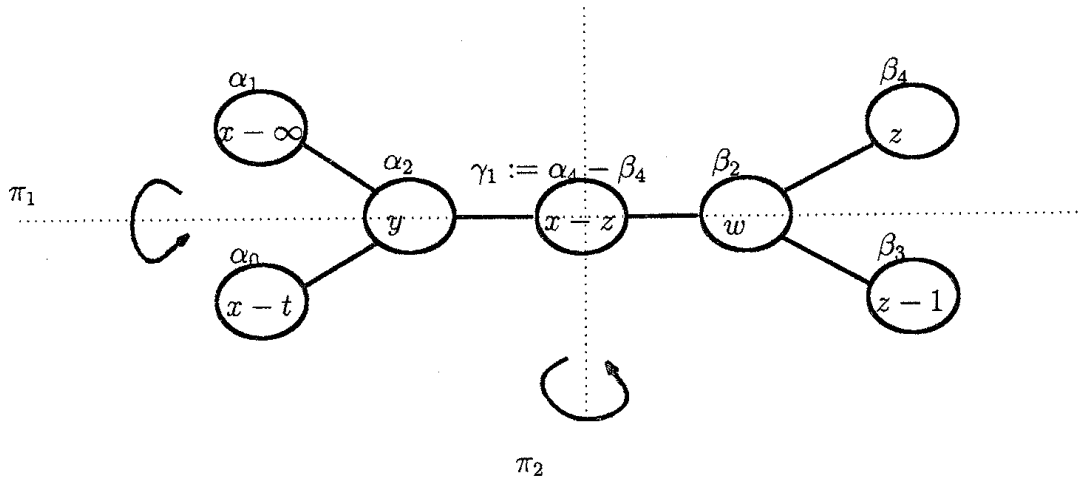 α₁ β₄
x − ∞ z
α₂ γ₁ := α₄ − β₄ β₂
π₁
y x − z w
α₀ β₃
x − t z − 1
π₂